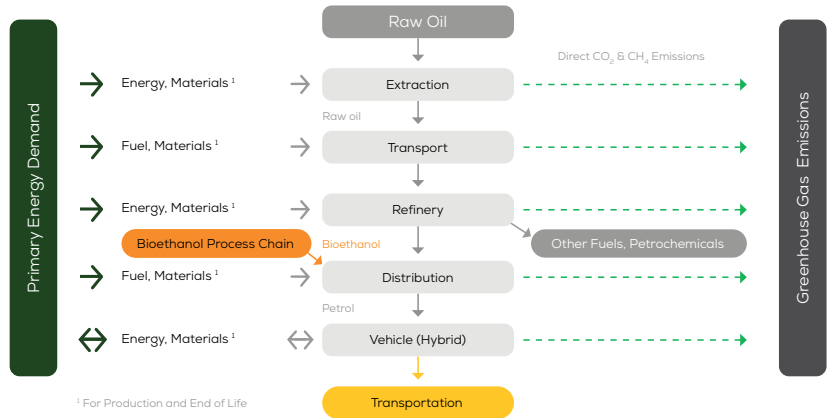 Raw Oil
Primary Energy Demand
Greenhouse Gas Emissions
Direct CO₂ & CH₄ Emissions
Energy, Materials ¹
Extraction
Raw oil
Fuel, Materials ¹
Transport
Energy, Materials ¹
Refinery
Bioethanol Process Chain
Bioethanol
Other Fuels, Petrochemicals
Fuel, Materials ¹
Distribution
Petrol
Energy, Materials ¹
Vehicle (Hybrid)
¹ For Production and End of Life
Transportation